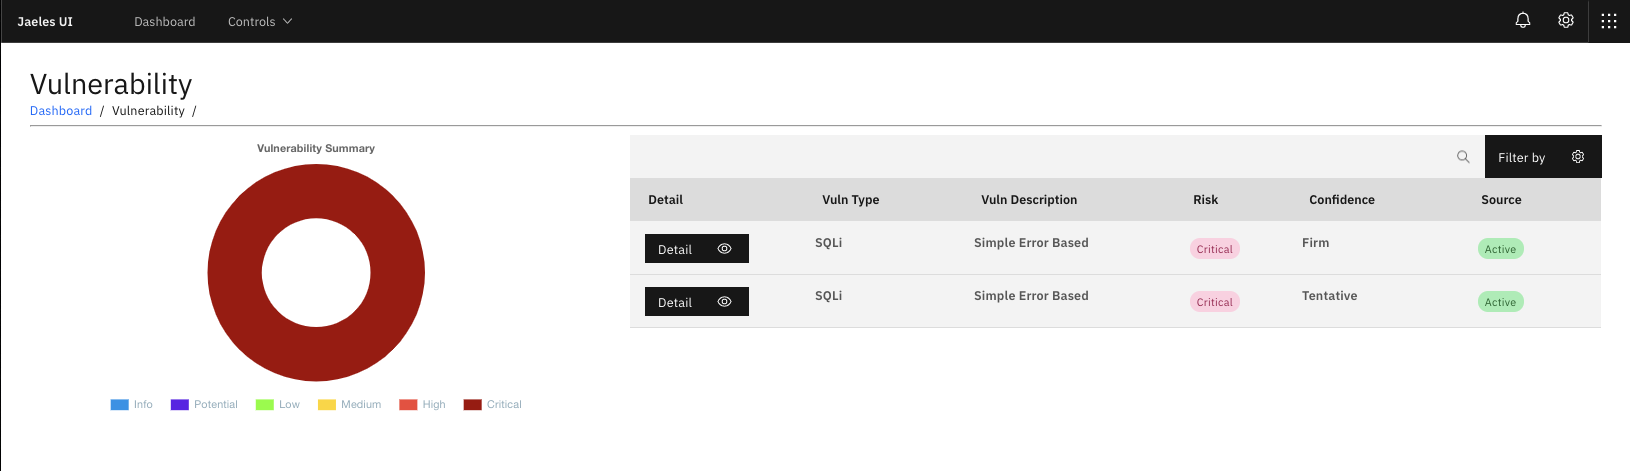 Jaeles UI Dashboard Controls
Vulnerability
Dashboard / Vulnerability /
Vulnerability Summary
Info Potential Low Medium High Critical
Filter by
Detail Vuln Type Vuln Description Risk Confidence Source
Detail SQLi Simple Error Based Critical Firm Active
Detail SQLi Simple Error Based Critical Tentative Active